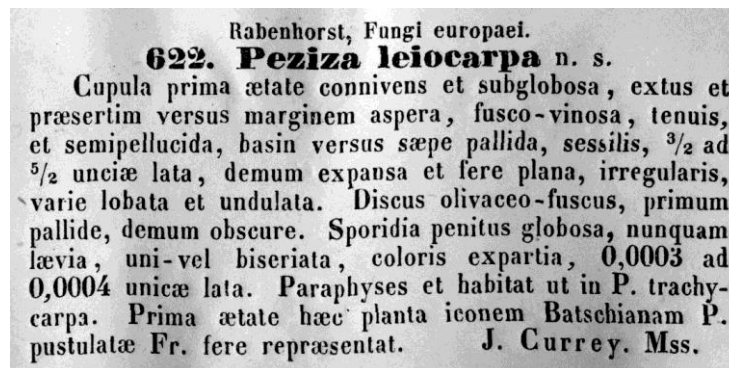 Rabenhorst, Fungi europaei.
622. Peziza leiocarpa n. s.
Cupula prima ætate connivens et subglobosa, extus et
præsertim versus marginem aspera, fusco-vinosa, tenuis,
et semipellucida, basin versus sæpe pallida, sessilis, 3/2 ad
5/2 unciæ lata, demum expansa et fere plana, irregularis,
varie lobata et undulata. Discus olivaceo-fuscus, primum
pallide, demum obscure. Sporidia penitus globosa, nunquam
lævia, uni-vel biseriata, coloris expartia, 0,0003 ad
0,0004 unicæ lata. Paraphyses et habitat ut in P. trachy-
carpa. Prima ætate hæc planta iconem Batschianam P.
pustulatæ Fr. fere repræsentat. J. Currey. Mss.